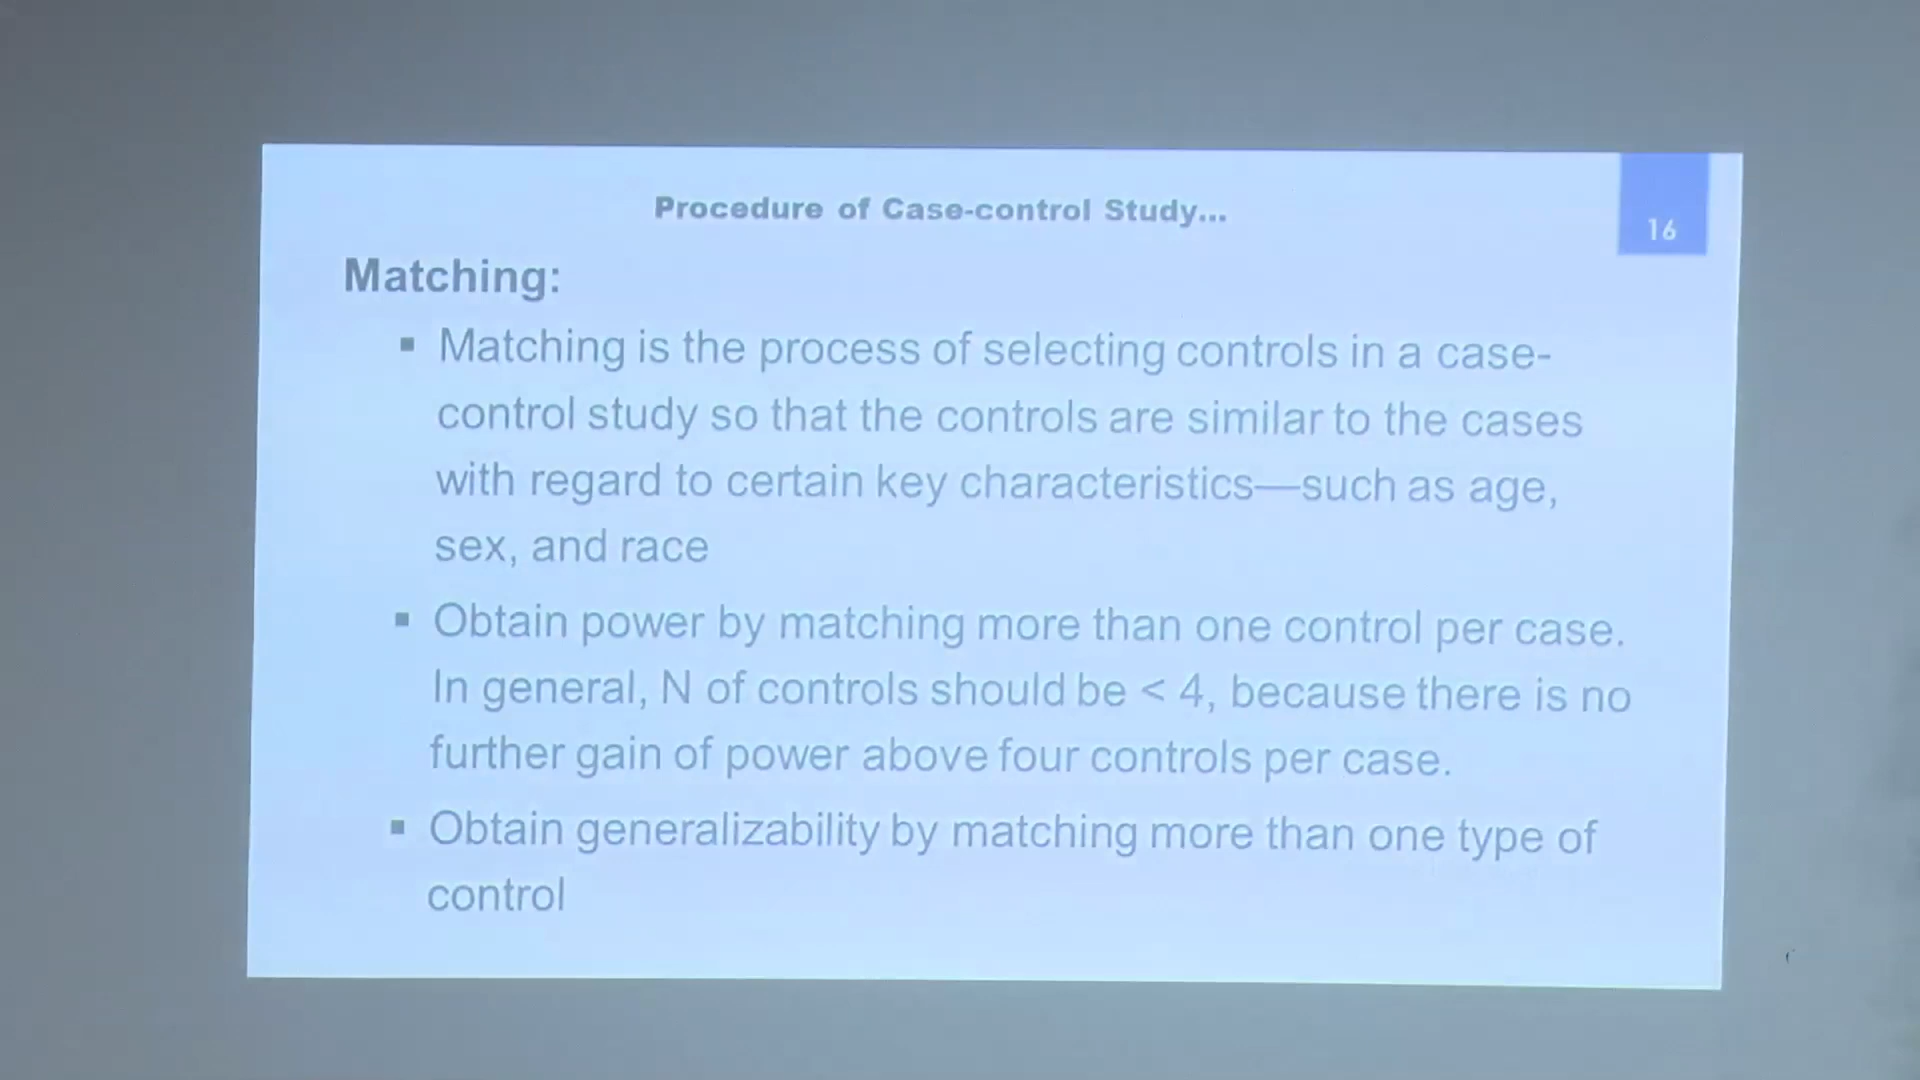 Procedure of Case-control Study...
16
Matching:
▪ Matching is the process of selecting controls in a case-
control study so that the controls are similar to the cases
with regard to certain key characteristics—such as age,
sex, and race
▪ Obtain power by matching more than one control per case.
In general, N of controls should be < 4, because there is no
further gain of power above four controls per case.
▪ Obtain generalizability by matching more than one type of
control